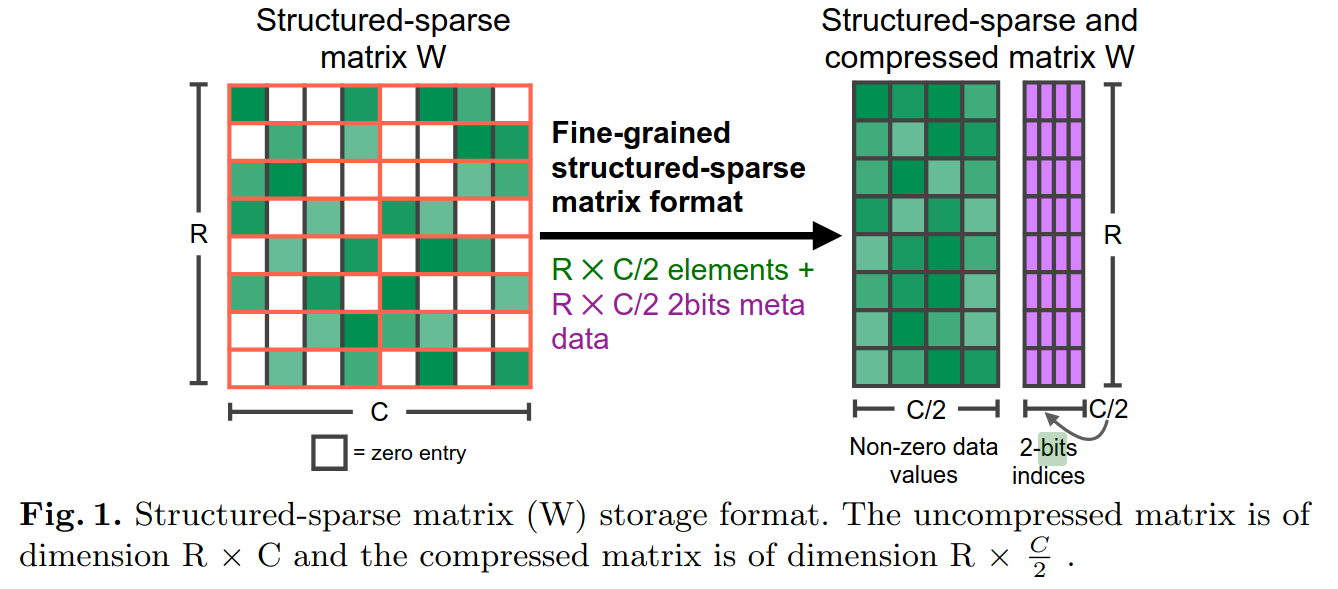 Structured-sparse
matrix W
Structured-sparse and
compressed matrix W
R
Fine-grained
structured-sparse
matrix format
R × C/2 elements +
R × C/2 2bits meta
data
R
C
= zero entry
C/2
C/2
Non-zero data
values
2-bits
indices
Fig. 1. Structured-sparse matrix (W) storage format. The uncompressed matrix is of
dimension R × C and the compressed matrix is of dimension R × C/2 .